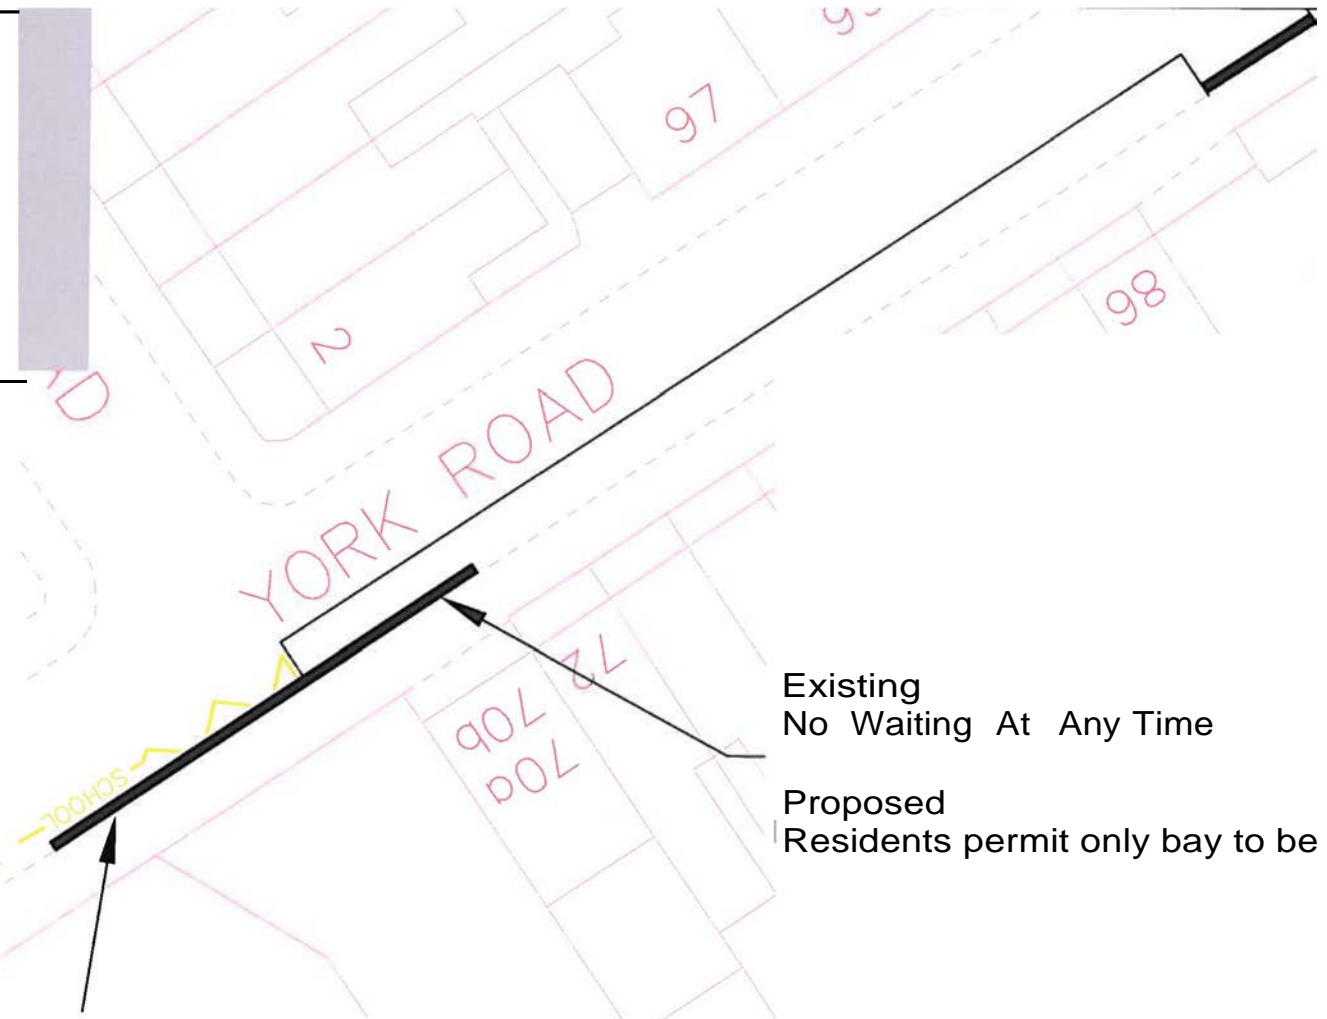 97
98
2
YORK ROAD
72
70b
70a
SCHOOL
Existing
No Waiting At Any Time
Proposed
Residents permit only bay to be